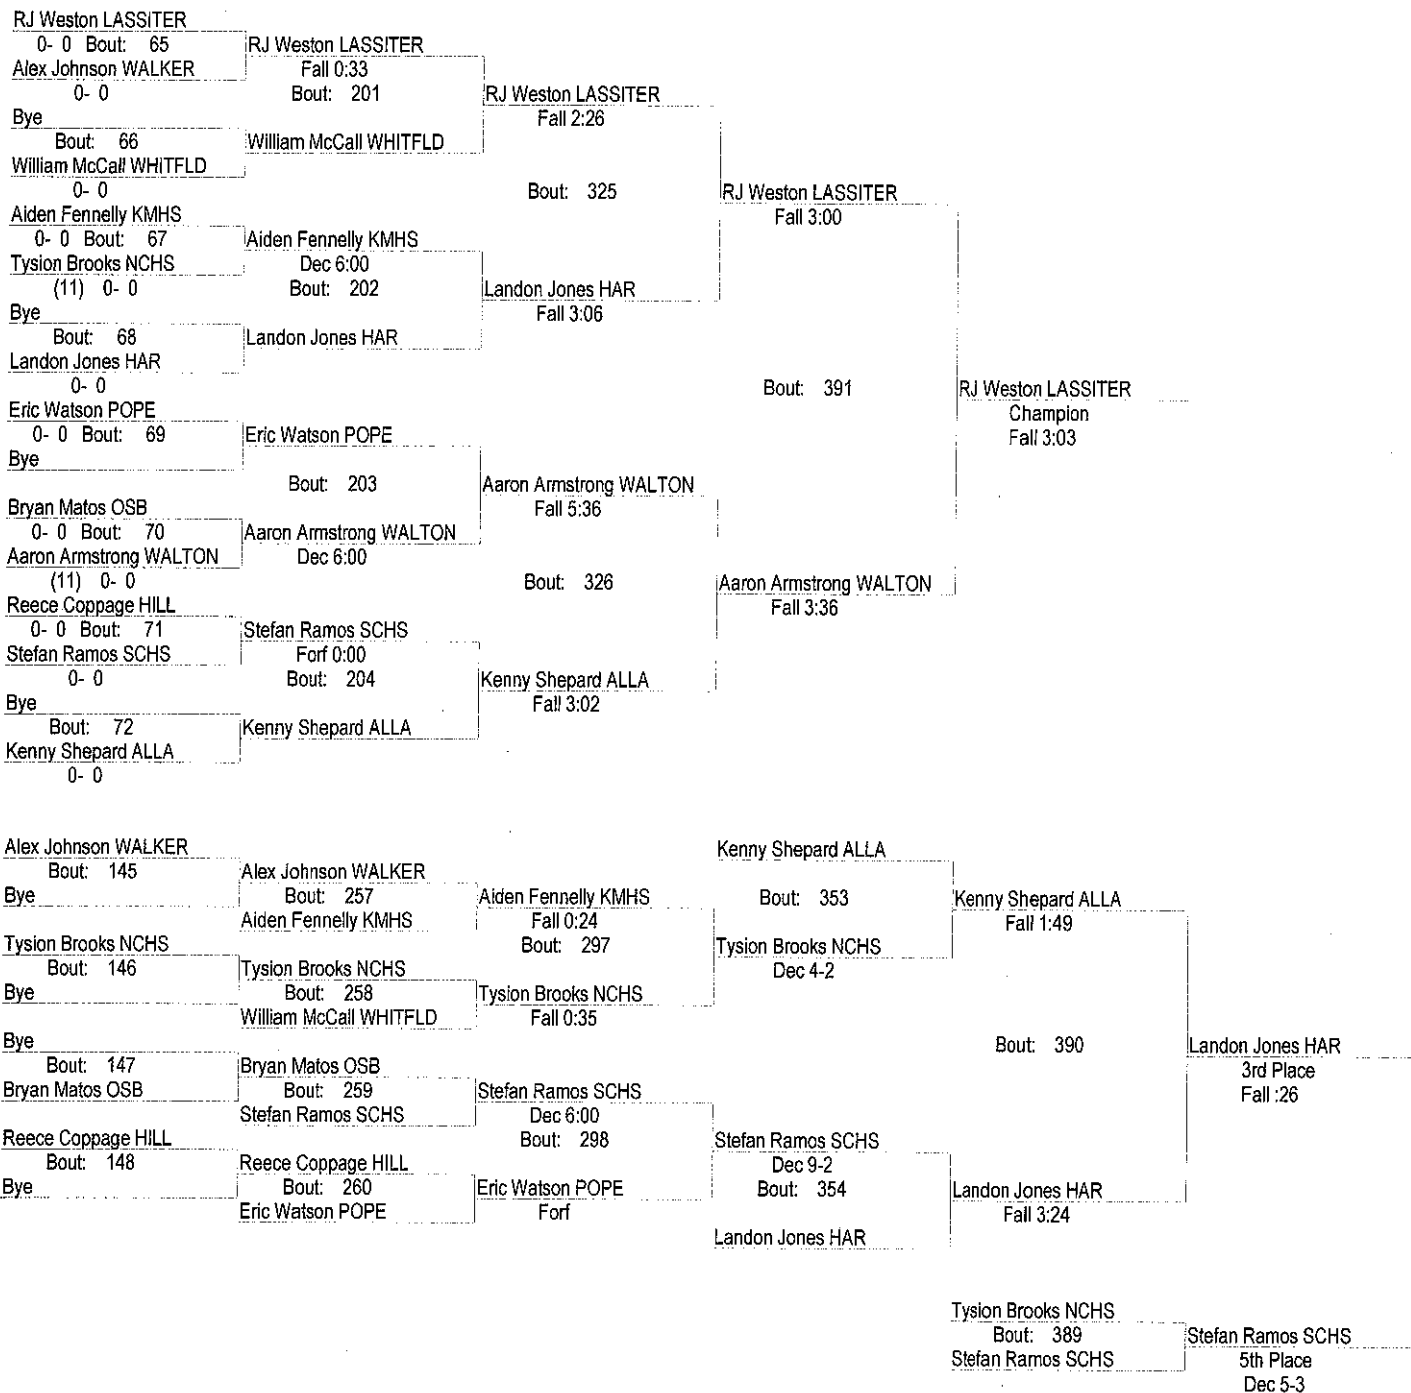 RJ Weston LASSITER
0- 0 Bout: 65
Alex Johnson WALKER
0- 0
Bye
Bout: 66
William McCall WHITFLD
0- 0
Aiden Fennelly KMHS
0- 0 Bout: 67
Tysion Brooks NCHS
(11) 0- 0
Bye
Bout: 68
Landon Jones HAR
0- 0
Eric Watson POPE
0- 0 Bout: 69
Bye
Bryan Matos OSB
0- 0 Bout: 70
Aaron Armstrong WALTON
(11) 0- 0
Reece Coppage HILL
0- 0 Bout: 71
Stefan Ramos SCHS
0- 0
Bye
Bout: 72
Kenny Shepard ALLA
0- 0
RJ Weston LASSITER
Fall 0:33
Bout: 201
William McCall WHITFLD
Aiden Fennelly KMHS
Dec 6:00
Bout: 202
Landon Jones HAR
Eric Watson POPE
Bout: 203
Aaron Armstrong WALTON
Dec 6:00
Stefan Ramos SCHS
Forf 0:00
Bout: 204
Kenny Shepard ALLA
RJ Weston LASSITER
Fall 2:26
Bout: 325
Landon Jones HAR
Fall 3:06
Aaron Armstrong WALTON
Fall 5:36
Bout: 326
Kenny Shepard ALLA
Fall 3:02
RJ Weston LASSITER
Fall 3:00
Bout: 391
Aaron Armstrong WALTON
Fall 3:36
RJ Weston LASSITER
Champion
Fall 3:03
Alex Johnson WALKER
Bout: 145
Bye
Tysion Brooks NCHS
Bout: 146
Bye
Bye
Bout: 147
Bryan Matos OSB
Reece Coppage HILL
Bout: 148
Bye
Alex Johnson WALKER
Bout: 257
Aiden Fennelly KMHS
Tysion Brooks NCHS
Bout: 258
William McCall WHITFLD
Bryan Matos OSB
Bout: 259
Stefan Ramos SCHS
Reece Coppage HILL
Bout: 260
Eric Watson POPE
Aiden Fennelly KMHS
Fall 0:24
Bout: 297
Tysion Brooks NCHS
Fall 0:35
Stefan Ramos SCHS
Dec 6:00
Bout: 298
Eric Watson POPE
Forf
Kenny Shepard ALLA
Bout: 353
Tysion Brooks NCHS
Dec 4-2
Stefan Ramos SCHS
Dec 9-2
Bout: 354
Landon Jones HAR
Kenny Shepard ALLA
Fall 1:49
Bout: 390
Landon Jones HAR
Fall 3:24
Landon Jones HAR
3rd Place
Fall :26
Tysion Brooks NCHS
Bout: 389
Stefan Ramos SCHS
Stefan Ramos SCHS
5th Place
Dec 5-3